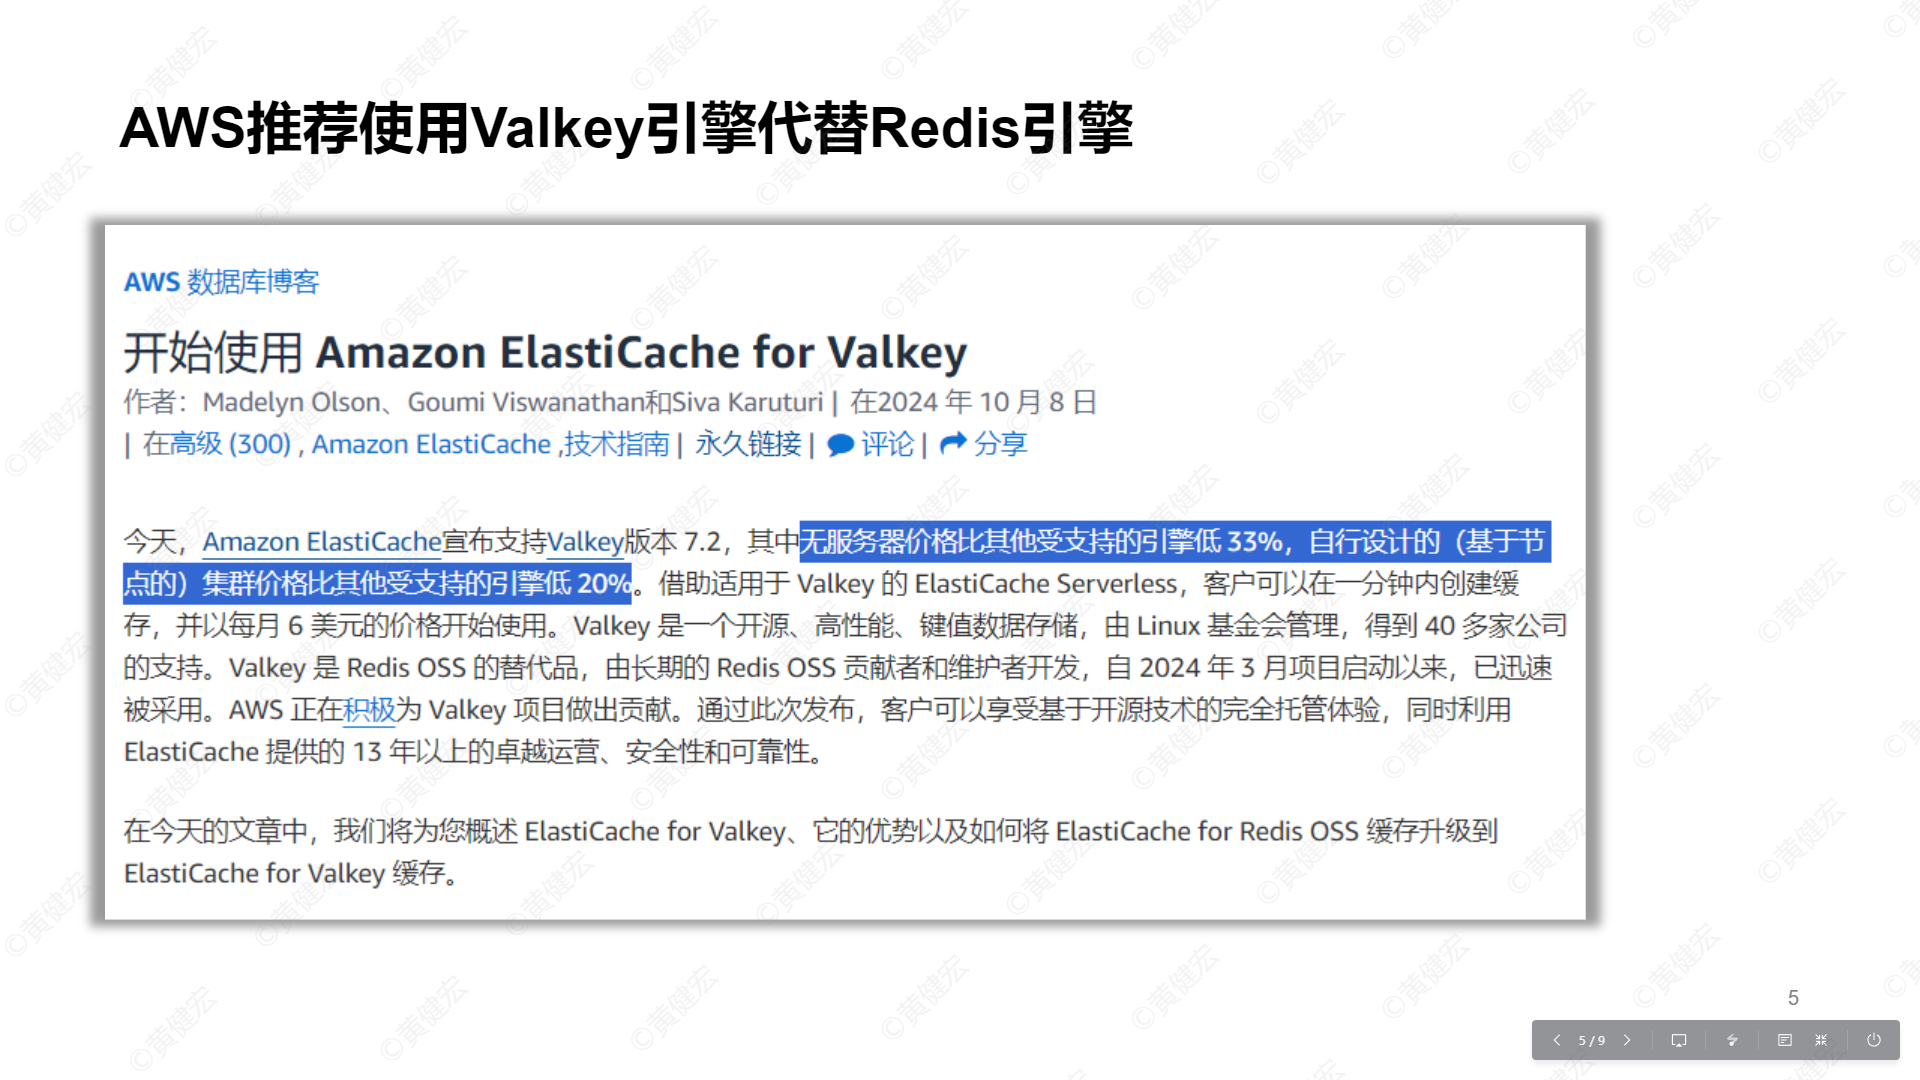 AWS推荐使用Valkey引擎代替Redis引擎
AWS 数据库博客
开始使用 Amazon ElastiCache for Valkey
作者：Madelyn Olson、Goumi Viswanathan和Siva Karuturi | 在2024 年 10 月 8 日
| 在高级 (300) , Amazon ElastiCache ,技术指南 | 永久链接 | 评论 | 分享
今天，Amazon ElastiCache宣布支持Valkey版本 7.2，其中无服务器价格比其他受支持的引擎低 33%，自行设计的（基于节
点的）集群价格比其他受支持的引擎低 20%。借助适用于 Valkey 的 ElastiCache Serverless，客户可以在一分钟内创建缓
存，并以每月 6 美元的价格开始使用。Valkey 是一个开源、高性能、键值数据存储，由 Linux 基金会管理，得到 40 多家公司
的支持。Valkey 是 Redis OSS 的替代品，由长期的 Redis OSS 贡献者和维护者开发，自 2024 年 3 月项目启动以来，已迅速
被采用。AWS 正在积极为 Valkey 项目做出贡献。通过此次发布，客户可以享受基于开源技术的完全托管体验，同时利用
ElastiCache 提供的 13 年以上的卓越运营、安全性和可靠性。
在今天的文章中，我们将为您概述 ElastiCache for Valkey、它的优势以及如何将 ElastiCache for Redis OSS 缓存升级到
ElastiCache for Valkey 缓存。
5
5 / 9
©黄健宏